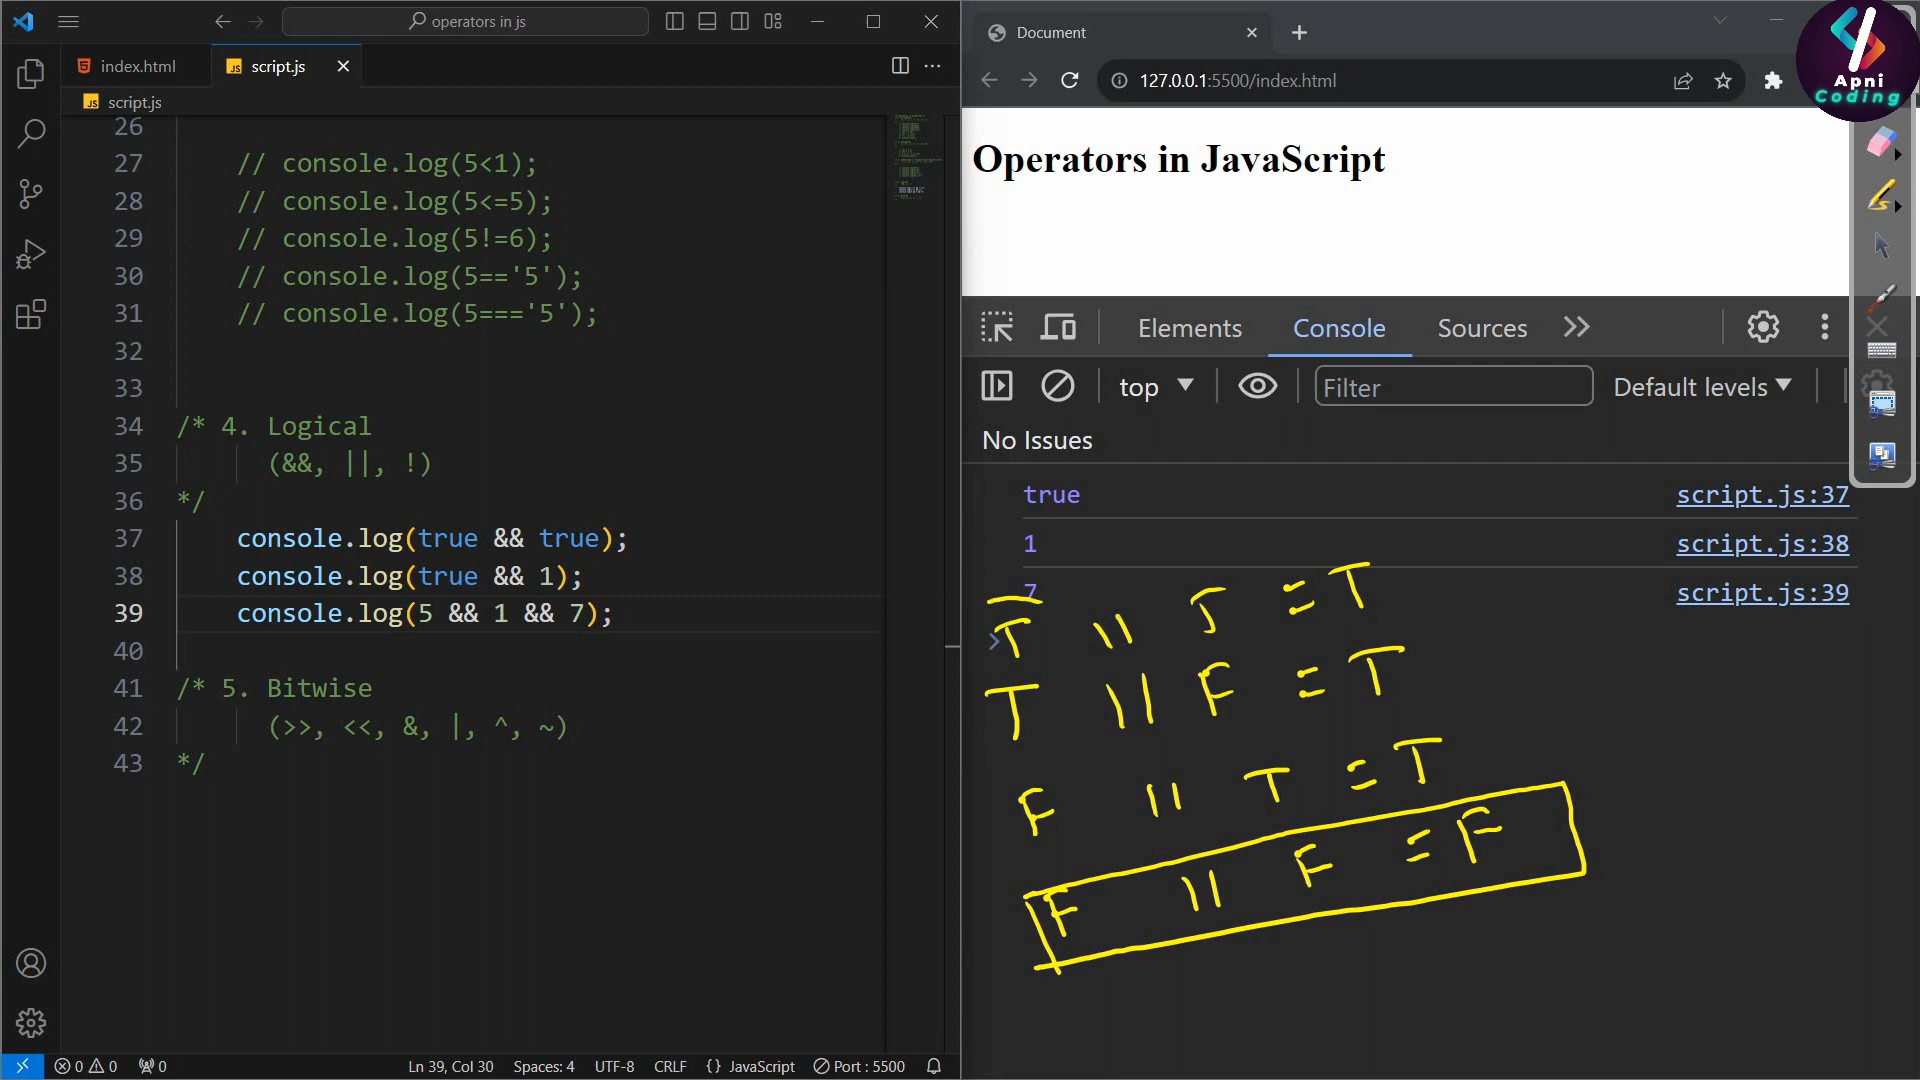 operators in js
index.html
script.js
script.js
26
27 // console.log(5<1);
28 // console.log(5<=5);
29 // console.log(5!=6);
30 // console.log(5=='5');
31 // console.log(5==='5');
32
33
34 /* 4. Logical
35 (&&, ||, !)
36 */
37 console.log(true && true);
38 console.log(true && 1);
39 console.log(5 && 1 && 7);
40
41 /* 5. Bitwise
42 (>>, <<, &, |, ^, ~)
43 */
0 0 0 Ln 39, Col 30 Spaces: 4 UTF-8 CRLF {} JavaScript Port : 5500
Document
127.0.0.1:5500/index.html
Apni
Coding
Operators in JavaScript
Elements Console Sources
top Filter Default levels
No Issues
true script.js:37
1 script.js:38
7 script.js:39
T || T = T
T || F = T
F || T = T
F || F = F